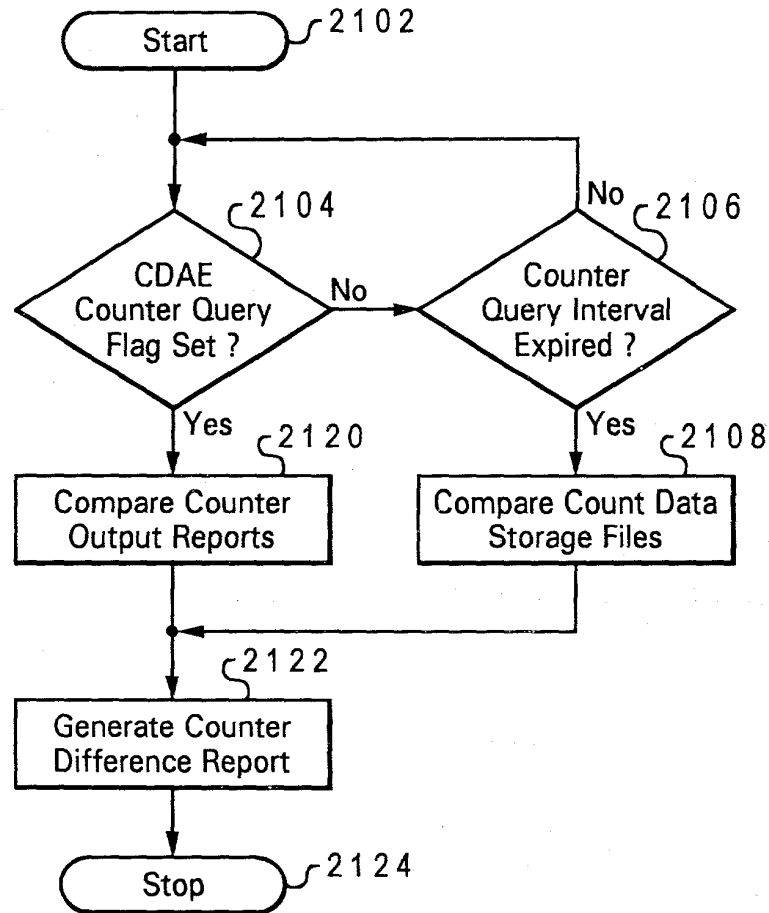 Start
2102
No
2104
2106
CDAE
Counter Query
Flag Set ?
No
Counter
Query Interval
Expired ?
Yes
Yes
2120
2108
Compare Counter
Output Reports
Compare Count Data
Storage Files
2122
Generate Counter
Difference Report
Stop
2124